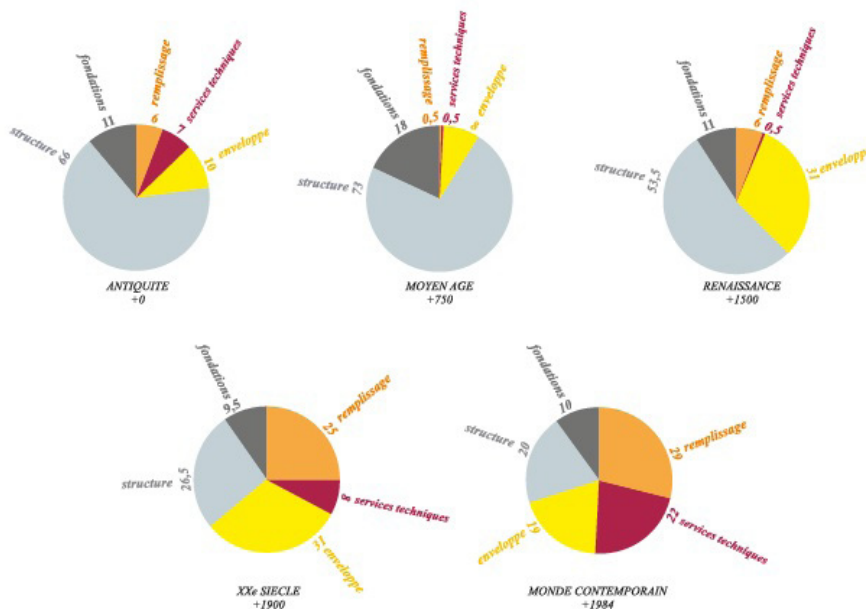 fondations 11
remplissage 6
services techniques 7
enveloppe 10
structure 66
ANTIQUITE
+0
fondations 18
remplissage 0,5
services techniques 0,5
enveloppe 8
structure 73
MOYEN AGE
+750
fondations 11
remplissage 6
services techniques 0,5
enveloppe 31
structure 53,5
RENAISSANCE
+1500
fondations 9,5
remplissage 25
services techniques 8
enveloppe 31
structure 26,5
XXe SIECLE
+1900
fondations 10
remplissage 29
services techniques 22
enveloppe 19
structure 20
MONDE CONTEMPORAIN
+1984